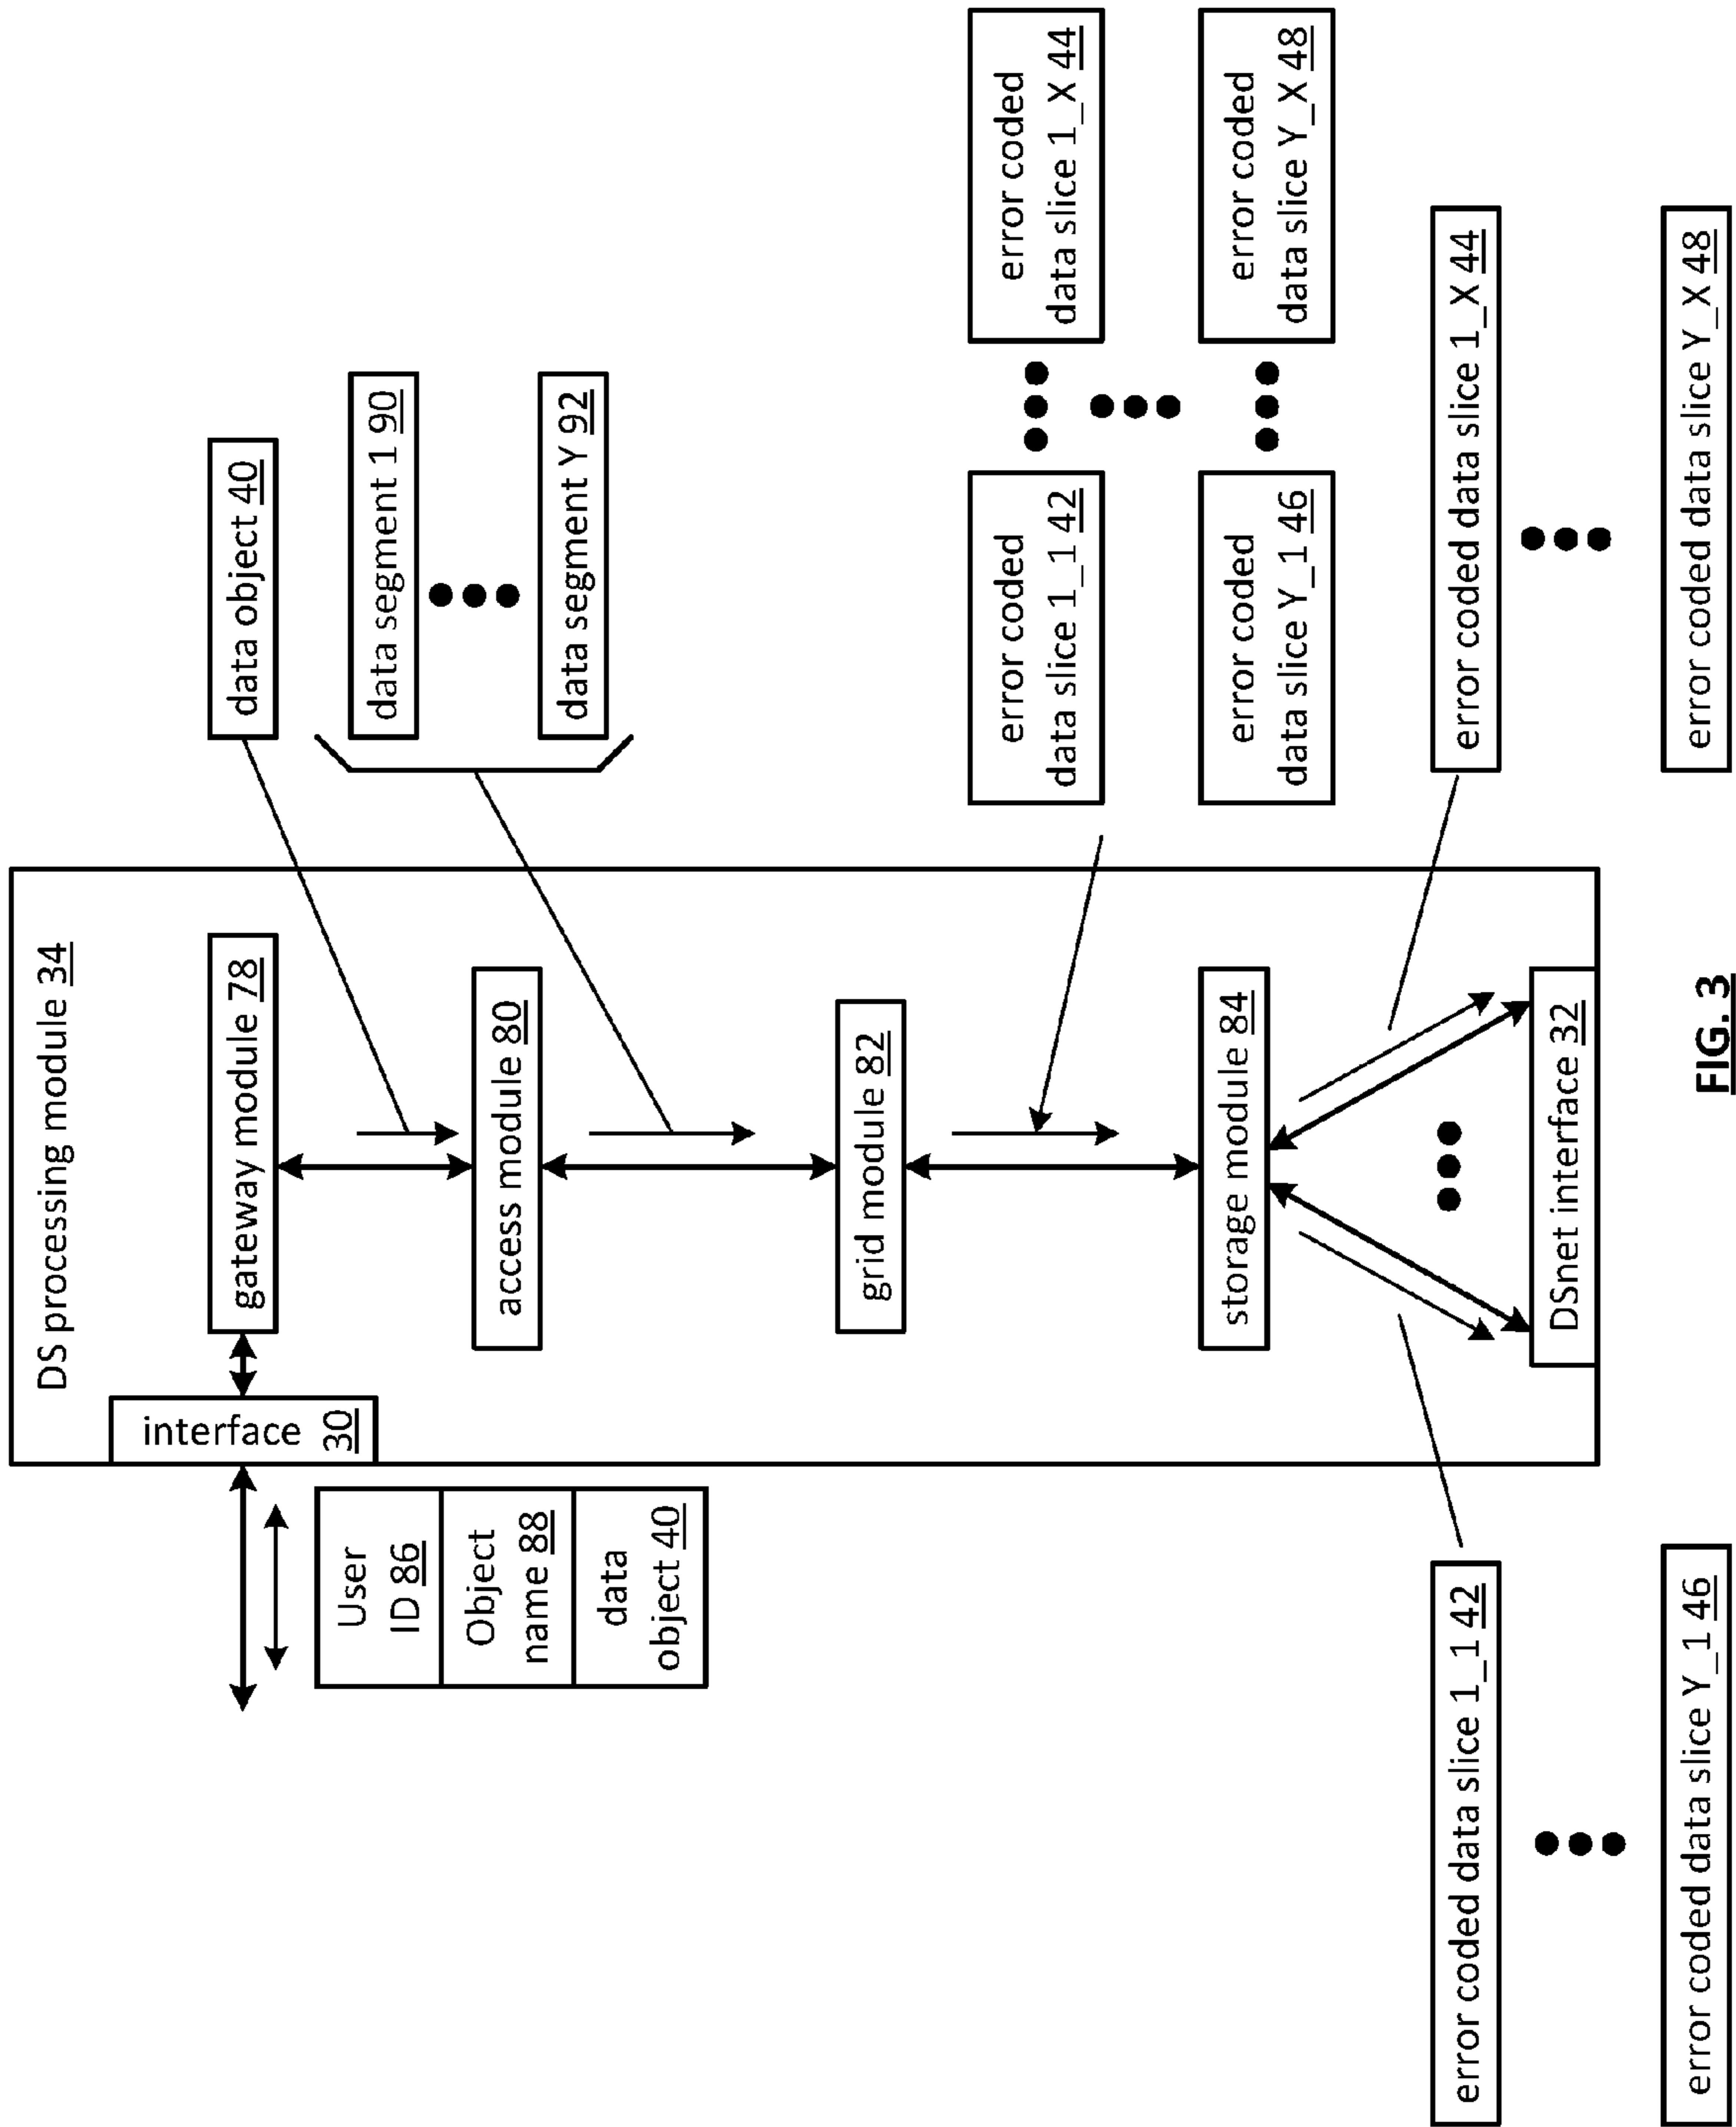 DS processing module 34
interface 30
gateway module 78
access module 80
grid module 82
storage module 84
DSnet interface 32
User
ID 86
Object
name 88
data
object 40
data object 40
data segment 1 90
data segment Y 92
error coded
data slice 1_1 42
error coded
data slice 1_X 44
error coded
data slice Y_1 46
error coded
data slice Y_X 48
error coded data slice 1_1 42
error coded data slice Y_1 46
error coded data slice 1_X 44
error coded data slice Y_X 48
FIG. 3